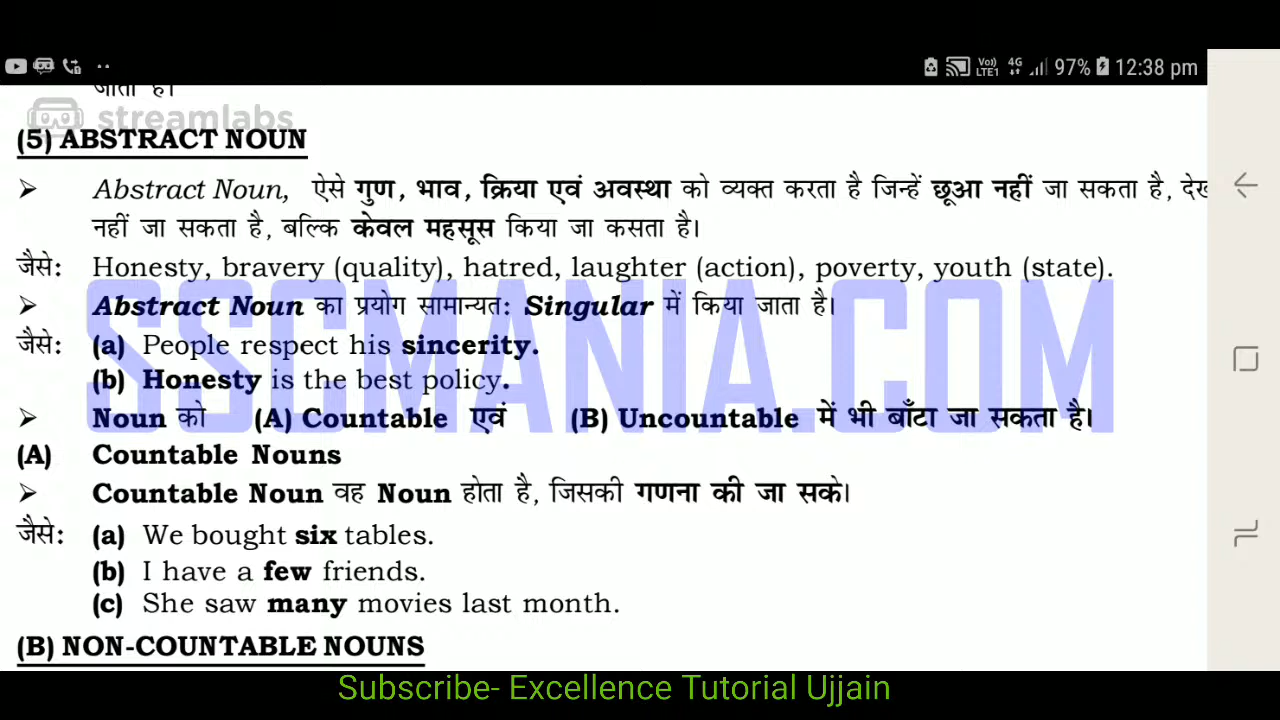 97% 12:38 pm
जाता है।
streamlabs
(5) ABSTRACT NOUN
➢ Abstract Noun, ऐसे गुण, भाव, क्रिया एवं अवस्था को व्यक्त करता है जिन्हें छूआ नहीं जा सकता है, देख
नहीं जा सकता है, बल्कि केवल महसूस किया जा कसता है।
जैसे: Honesty, bravery (quality), hatred, laughter (action), poverty, youth (state).
➢ Abstract Noun का प्रयोग सामान्यत: Singular में किया जाता है।
जैसे: (a) People respect his sincerity.
(b) Honesty is the best policy.
➢ Noun को (A) Countable एवं (B) Uncountable में भी बाँटा जा सकता है।
SSCMANIA.COM
(A) Countable Nouns
➢ Countable Noun वह Noun होता है, जिसकी गणना की जा सके।
जैसे: (a) We bought six tables.
(b) I have a few friends.
(c) She saw many movies last month.
(B) NON-COUNTABLE NOUNS
Subscribe- Excellence Tutorial Ujjain